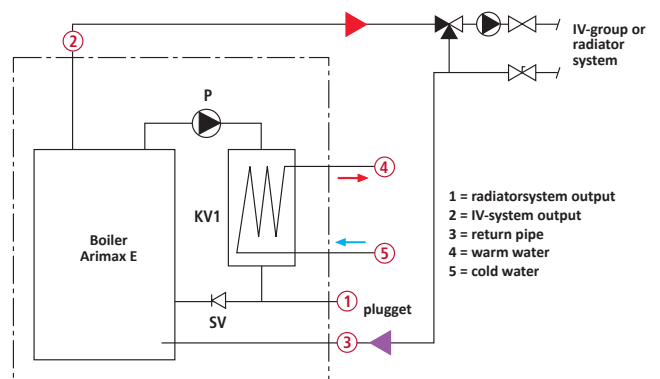 2
IV-group or
radiator
system
P
KV1
4
Boiler
Arimax E
5
1 = radiatorsystem output
2 = IV-system output
3 = return pipe
4 = warm water
5 = cold water
1
plugget
SV
3